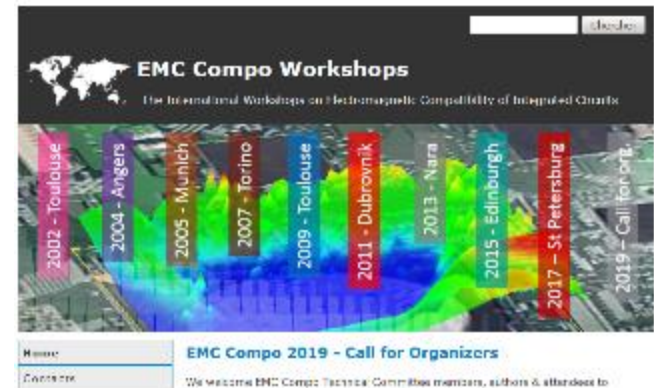 Chercher
EMC Compo Workshops
The International Workshops on Electromagnetic Compatibility of Integrated Circuits
2002 - Toulouse
2004 - Angers
2005 - Munich
2007 - Torino
2009 - Toulouse
2011 - Dubrovnik
2013 - Nara
2015 - Edinburgh
2017 – St Petersburg
2019 – Call for org.
Home
EMC Compo 2019 - Call for Organizers
Contacts
We welcome EMC Compo Technical Committee members, authors & attendees to